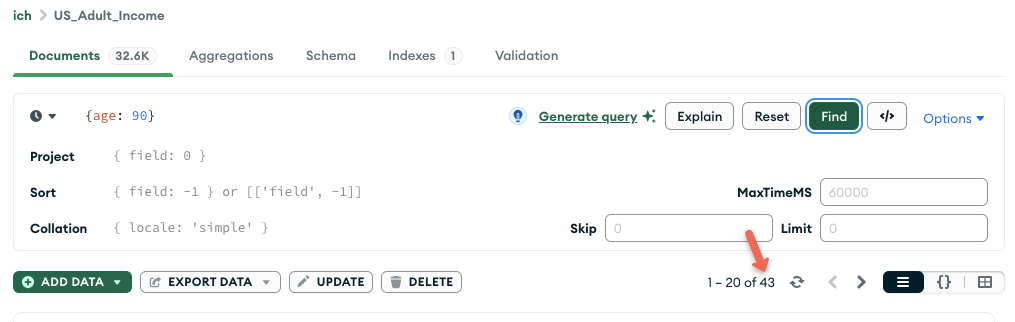 ich > US_Adult_Income
Documents 32.6K Aggregations Schema Indexes 1 Validation
{age: 90} Generate query Explain Reset Find </> Options
Project { field: 0 }
Sort { field: -1 } or [['field', -1]] MaxTimeMS 60000
Collation { locale: 'simple' } Skip 0 Limit 0
ADD DATA EXPORT DATA UPDATE DELETE 1 – 20 of 43 {}